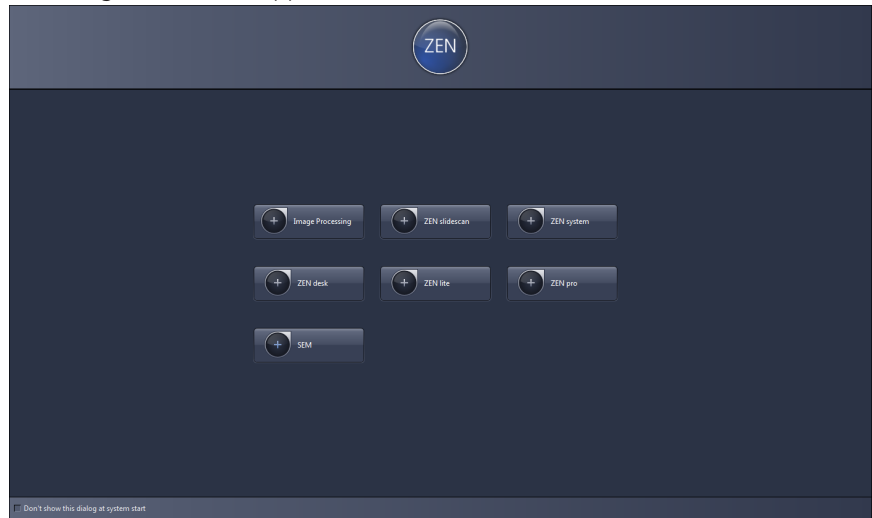 ZEN
Image Processing
ZEN slidescan
ZEN system
ZEN desk
ZEN lite
ZEN pro
SEM
Don't show this dialog at system start